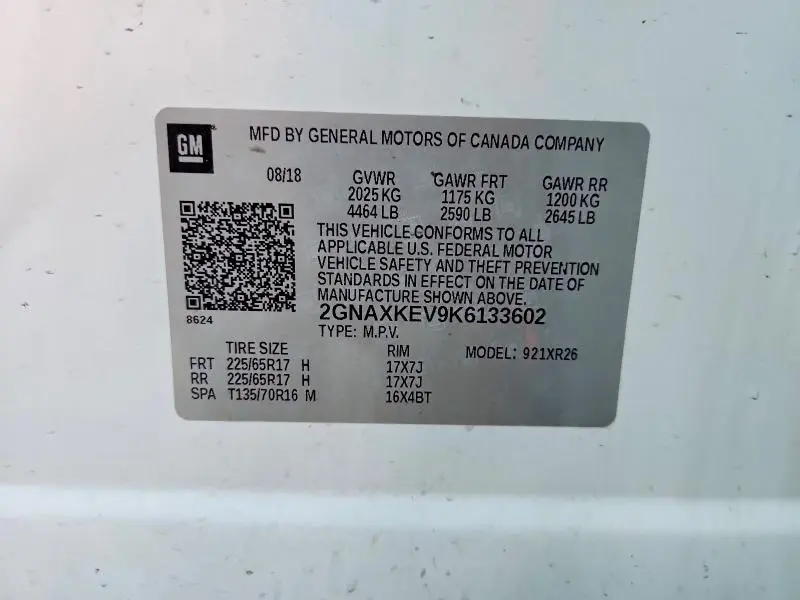 GM
MFD BY GENERAL MOTORS OF CANADA COMPANY
08/18 GVWR GAWR FRT GAWR RR
2025 KG 1175 KG 1200 KG
4464 LB 2590 LB 2645 LB
THIS VEHICLE CONFORMS TO ALL
APPLICABLE U.S. FEDERAL MOTOR
VEHICLE SAFETY AND THEFT PREVENTION
STANDARDS IN EFFECT ON THE DATE OF
MANUFACTURE SHOWN ABOVE.
8624
2GNAXKEV9K6133602
TYPE: M.P.V.
TIRE SIZE RIM MODEL: 921XR26
FRT 225/65R17 H 17X7J
RR 225/65R17 H 17X7J
SPA T135/70R16 M 16X4BT